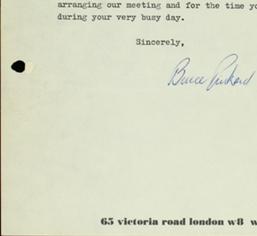 arranging our meeting and for the time yo
during your very busy day.
Sincerely,
Bruce
65 victoria road london w8 w